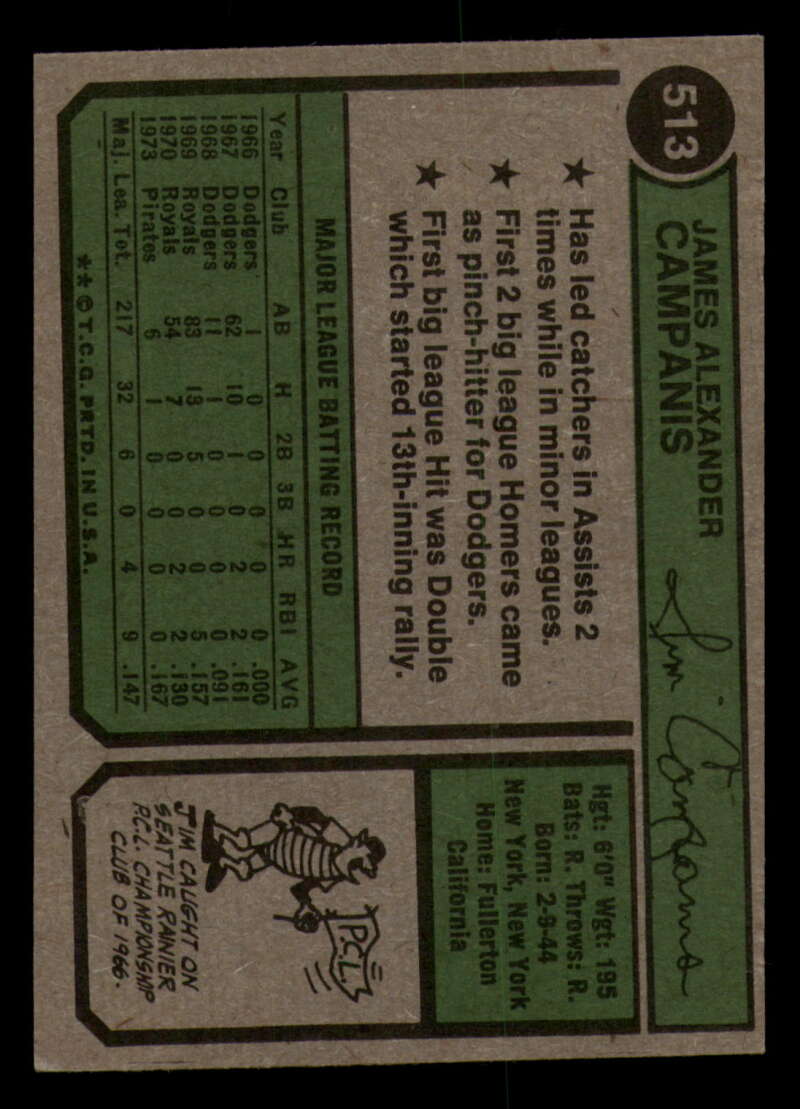 513
JAMES ALEXANDER
CAMPANIS
Jim Campanis
★ Has led catchers in Assists 2
times while in minor leagues.
★ First 2 big league Homers came
as pinch-hitter for Dodgers.
★ First big league Hit was Double
which started 13th-inning rally.
Hgt: 6'0" Wgt: 195
Bats: R. Throws: R.
Born: 2-9-44
New York, New York
Home: Fullerton
California
MAJOR LEAGUE BATTING RECORD
Year Club AB H 2B 3B HR RBI AVG
1966 Dodgers 1 0 0 0 0 0 .000
1967 Dodgers 62 10 1 0 2 2 .161
1968 Dodgers 11 1 0 0 0 0 .091
1969 Royals 83 13 5 0 0 5 .157
1970 Royals 54 7 0 0 2 2 .130
1973 Pirates 6 1 0 0 0 0 .167
Maj. Lea. Tot. 217 32 6 0 4 9 .147
** © T.C.G. PRTD. IN U.S.A.
P.C.L.
JIM CAUGHT ON
SEATTLE RAINIER
P.C.L. CHAMPIONSHIP
CLUB OF 1966.